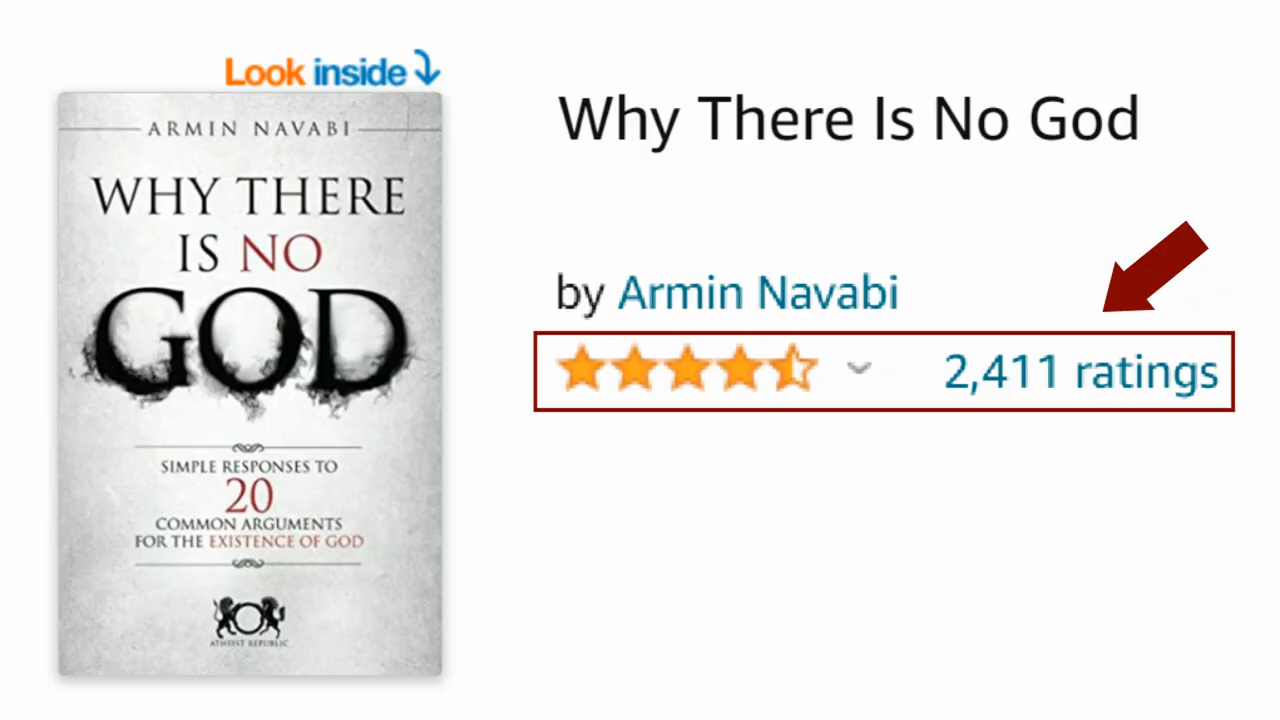 Look inside
ARMIN NAVABI
WHY THERE
IS NO
GOD
SIMPLE RESPONSES TO
20
COMMON ARGUMENTS
FOR THE EXISTENCE OF GOD
ATHEIST REPUBLIC
Why There Is No God
by Armin Navabi
2,411 ratings